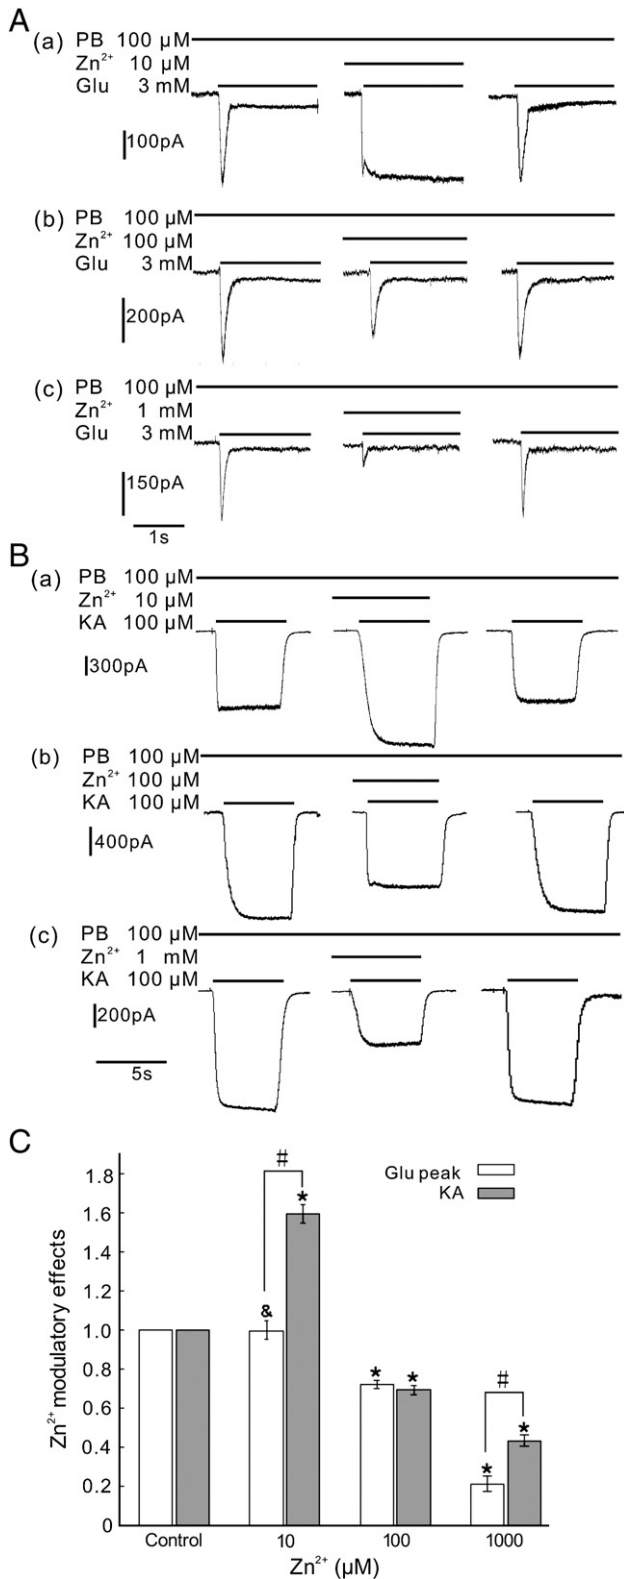 A
(a) PB 100 µM
Zn²⁺ 10 µM
Glu 3 mM
100pA
(b) PB 100 µM
Zn²⁺ 100 µM
Glu 3 mM
200pA
(c) PB 100 µM
Zn²⁺ 1 mM
Glu 3 mM
150pA
1s
B
(a) PB 100 µM
Zn²⁺ 10 µM
KA 100 µM
300pA
(b) PB 100 µM
Zn²⁺ 100 µM
KA 100 µM
400pA
(c) PB 100 µM
Zn²⁺ 1 mM
KA 100 µM
200pA
5s
C
Zn²⁺ modulatory effects
1.8
1.6
1.4
1.2
1.0
0.8
0.6
0.4
0.2
0
#
*
&
* *
#
*
*
Glu peak
KA
Control 10 100 1000
Zn²⁺ (µM)